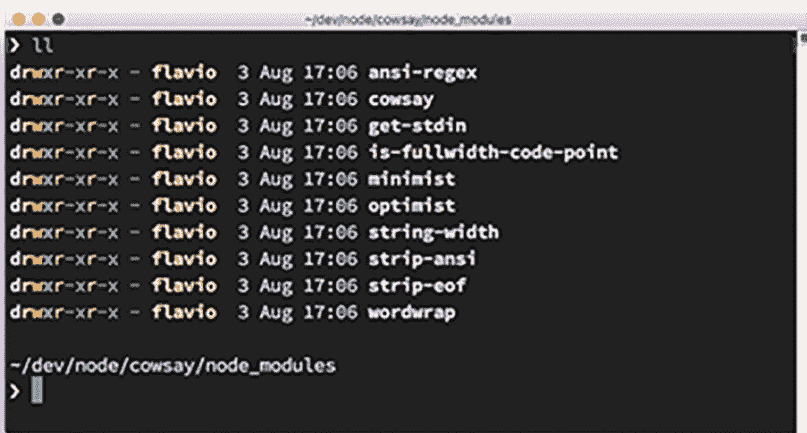 ~/dev/node/cowsay/node_modules
❯ ll
drwxr-xr-x - flavio 3 Aug 17:06 ansi-regex
drwxr-xr-x - flavio 3 Aug 17:06 cowsay
drwxr-xr-x - flavio 3 Aug 17:06 get-stdin
drwxr-xr-x - flavio 3 Aug 17:06 is-fullwidth-code-point
drwxr-xr-x - flavio 3 Aug 17:06 minimist
drwxr-xr-x - flavio 3 Aug 17:06 optimist
drwxr-xr-x - flavio 3 Aug 17:06 string-width
drwxr-xr-x - flavio 3 Aug 17:06 strip-ansi
drwxr-xr-x - flavio 3 Aug 17:06 strip-eof
drwxr-xr-x - flavio 3 Aug 17:06 wordwrap
~/dev/node/cowsay/node_modules
❯